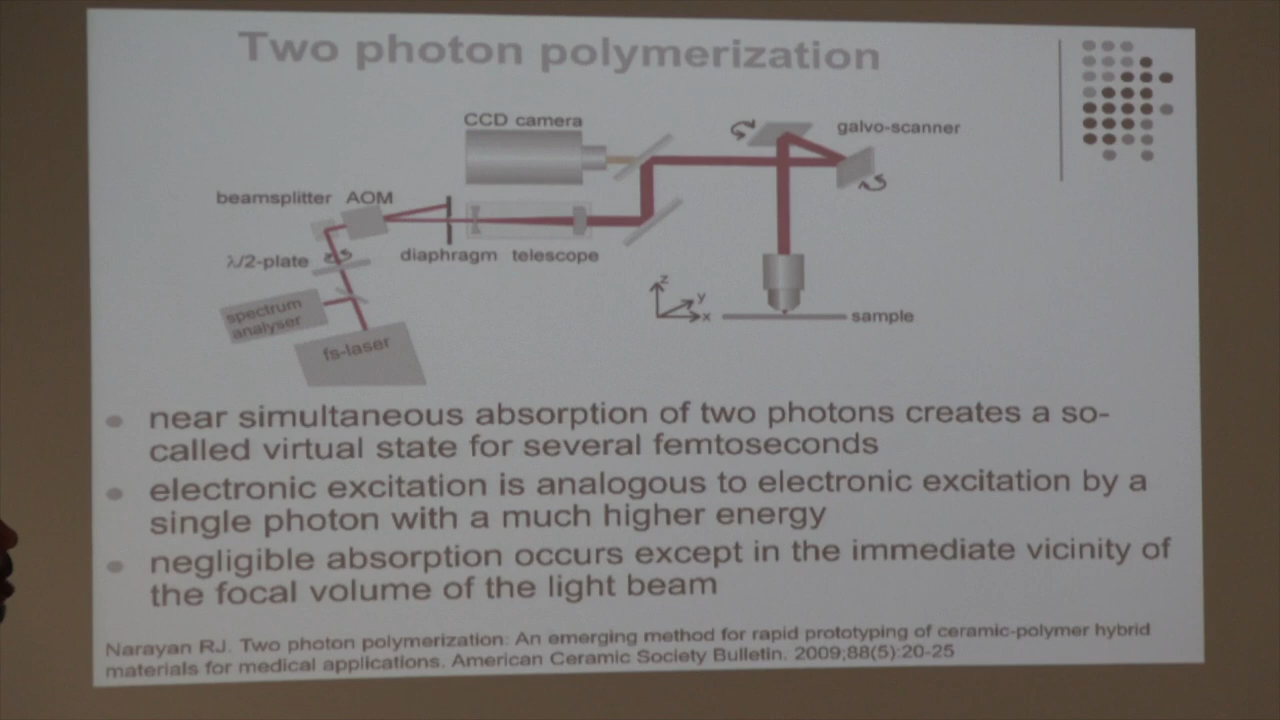 Two photon polymerization
CCD camera
galvo-scanner
beamsplitter AOM
λ/2-plate
diaphragm telescope
z
y
x
spectrum
analyser
sample
fs-laser
near simultaneous absorption of two photons creates a so-
called virtual state for several femtoseconds
electronic excitation is analogous to electronic excitation by a
single photon with a much higher energy
negligible absorption occurs except in the immediate vicinity of
the focal volume of the light beam
Narayan RJ. Two photon polymerization: An emerging method for rapid prototyping of ceramic-polymer hybrid
materials for medical applications. American Ceramic Society Bulletin. 2009;88(5):20-25